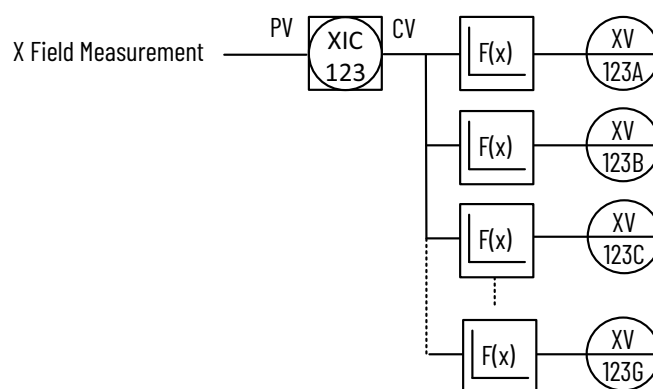 X Field Measurement
PV
XIC
123
CV
F(x)
XV
123A
F(x)
XV
123B
F(x)
XV
123C
F(x)
XV
123G